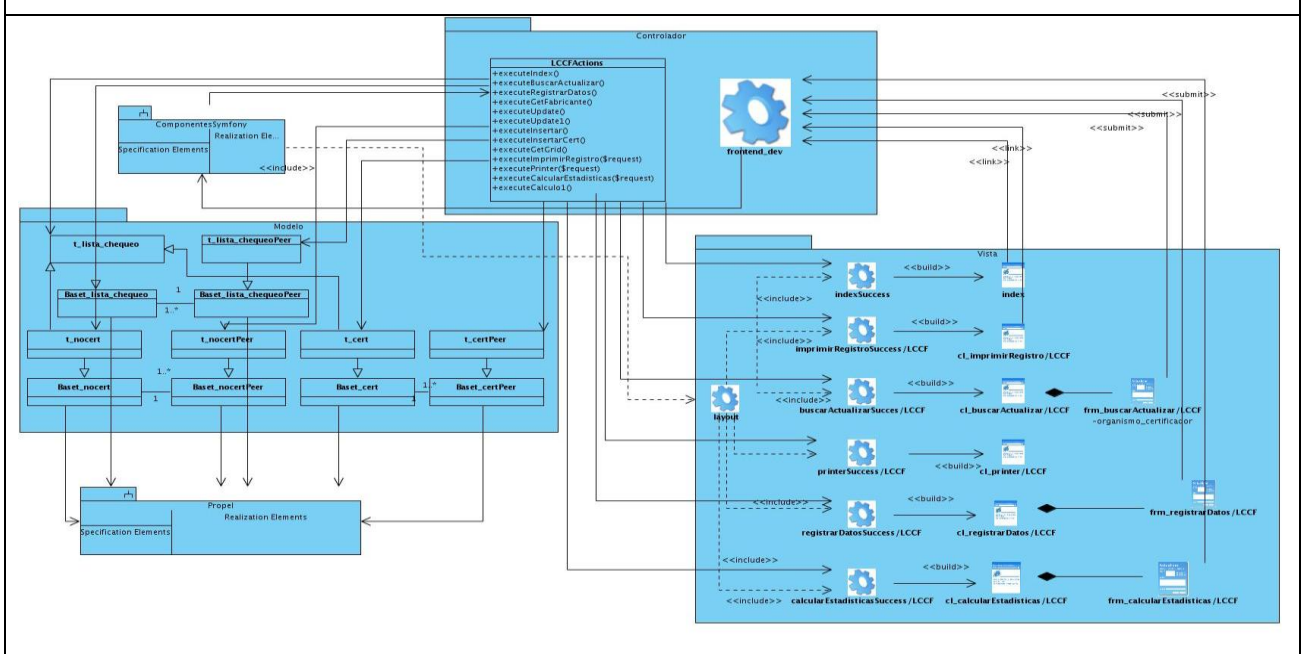 Controlador
LCCFActions
+executeIndex()
+executeBuscarActualizar()
+executeRegistrarDatos()
+executeGetFabricante()
+executeUpdate()
+executeUpdate1()
+executeInsertar()
+executeInsertarCert()
+executeGetGrid()
+executeImprimirRegistro($request)
+executePrinter($request)
+executeCalcularEstadisticas($request)
+executeCalculo1()
frontend_dev
<<submit>>
<<submit>>
<<submit>>
<<link>>
<<link>>
ComponentesSymfony
Realization Ele...
Specification Elements
<<include>>
Modelo
t_lista_chequeo
t_lista_chequeoPeer
Baset_lista_chequeo
1
1..*
Baset_lista_chequeoPeer
t_nocert
t_nocertPeer
t_cert
t_certPeer
Baset_nocert
1..*
1
Baset_nocertPeer
Baset_cert
1..*
1
Baset_certPeer
Propel
Realization Elements
Specification Elements
Vista
indexSuccess
<<build>>
index
<<include>>
imprimirRegistroSuccess/LCCF
<<build>>
cl_imprimirRegistro/LCCF
<<include>>
layout
<<include>>
buscarActualizarSucces/LCCF
<<build>>
cl_buscarActualizar/LCCF
frm_buscarActualizar/LCCF
-organismo_certificador
printerSuccess/LCCF
<<build>>
cl_printer/LCCF
<<include>>
registrarDatosSuccess/LCCF
<<build>>
cl_registrarDatos/LCCF
frm_registrarDatos/LCCF
<<include>>
<<include>>
calcularEstadisticasSuccess/LCCF
<<build>>
cl_calcularEstadisticas/LCCF
frm_calcularEstadisticas/LCCF